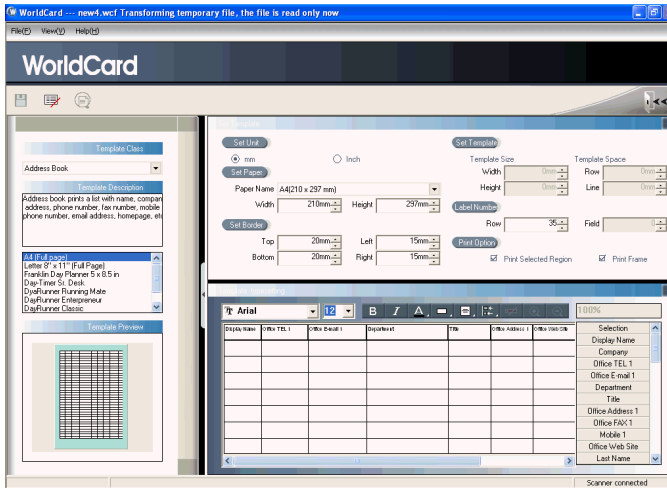 WorldCard --- new4.wcf Transforming temporary file, the file is read only now
File(F) View(V) Help(H)
WorldCard
Template Class
Address Book
Template Description
Address book prints a list with name, compan
address, phone number, fax number, mobile
phone number, email address, homepage, etc
A4 (Full page)
Letter 8'' x 11'' (Full Page)
Franklin Day Planner 5 x 8.5 in
Day-Timer Sr. Desk
DyaRunner Running Mate
DayRunner Enterpreneur
DayRunner Classic
Template Preview
Set Unit
mm Inch
Set Paper
Paper Name A4(210 x 297 mm)
Width 210mm Height 297mm
Set Border
Top 20mm Left 15mm
Bottom 20mm Right 15mm
Set Template
Template Size Template Space
Width 0mm Row 0mm
Height 0mm Line 0mm
Label Number
Row 35 Field 0
Print Option
Print Selected Region Print Frame
Arial 12 B I A 100%
Display Name Office TEL 1 Office E-mail 1 Department Title Office Address 1 Office Web Site
Selection
Display Name
Company
Office TEL 1
Office E-mail 1
Department
Title
Office Address 1
Office FAX 1
Mobile 1
Office Web Site
Last Name
Scanner connected